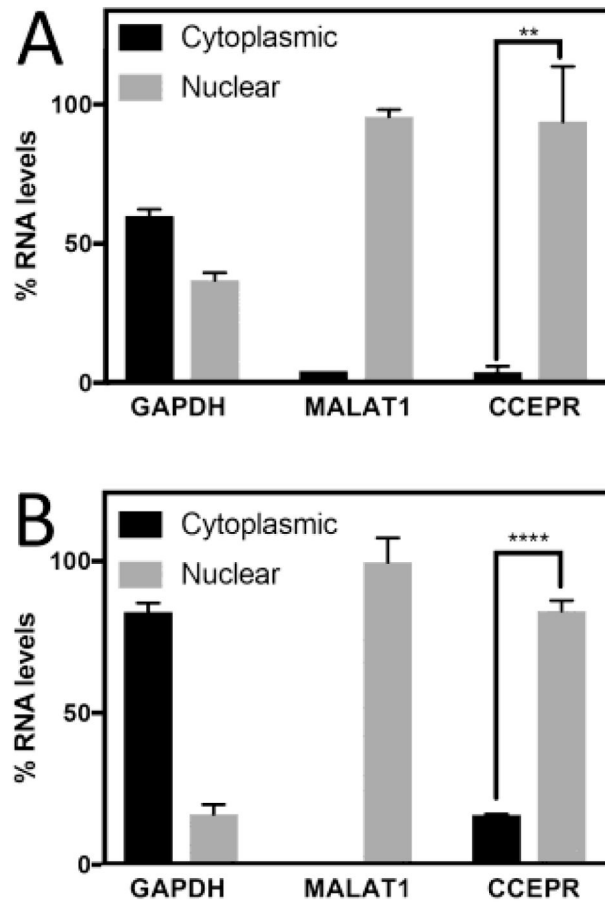 A
Cytoplasmic
Nuclear
**
% RNA levels
100
50
0
GAPDH MALAT1 CCEPR
B
Cytoplasmic
Nuclear
****
% RNA levels
100
50
0
GAPDH MALAT1 CCEPR